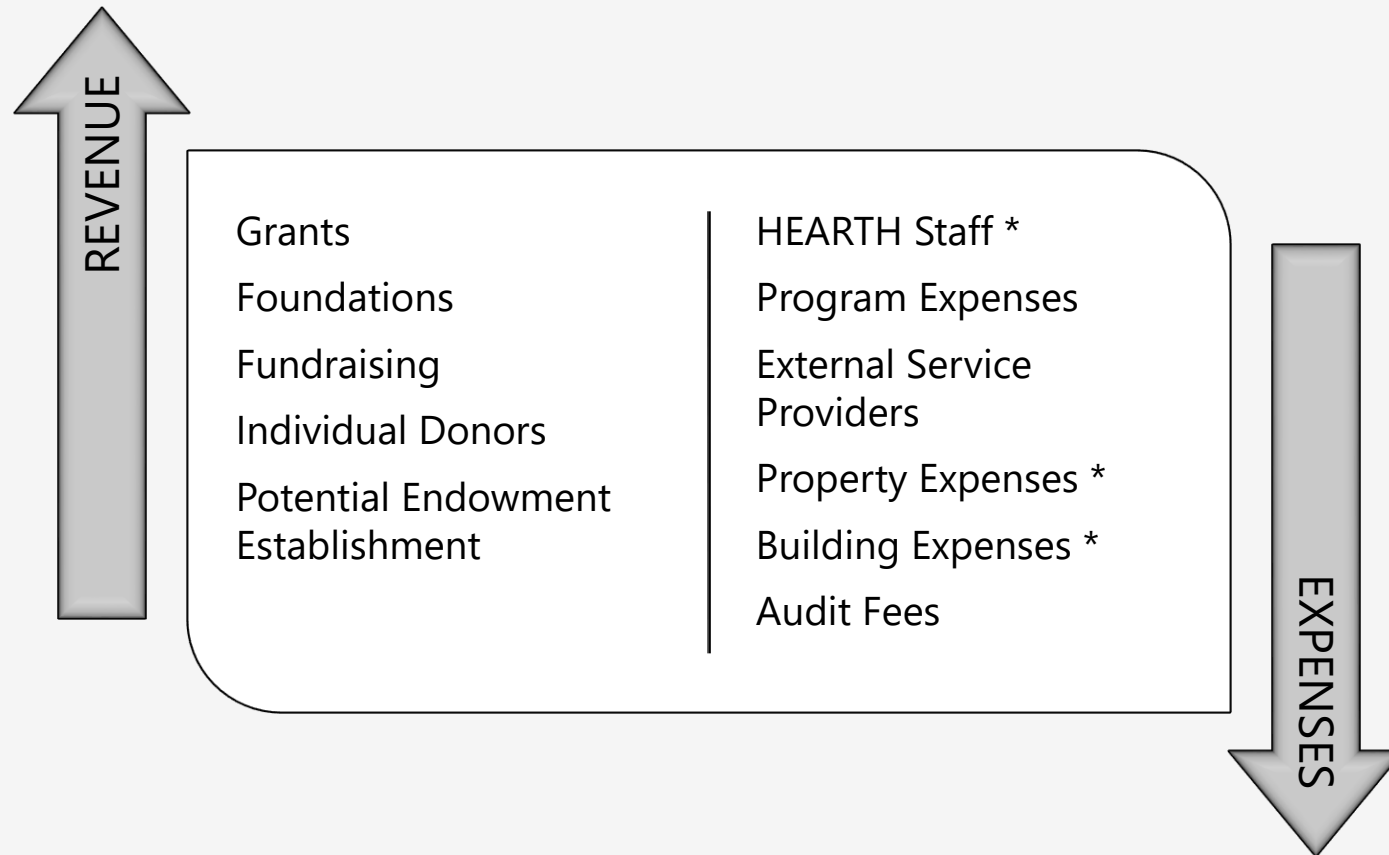 REVENUE
Grants
Foundations
Fundraising
Individual Donors
Potential Endowment
Establishment
HEARTH Staff *
Program Expenses
External Service
Providers
Property Expenses *
Building Expenses *
Audit Fees
EXPENSES